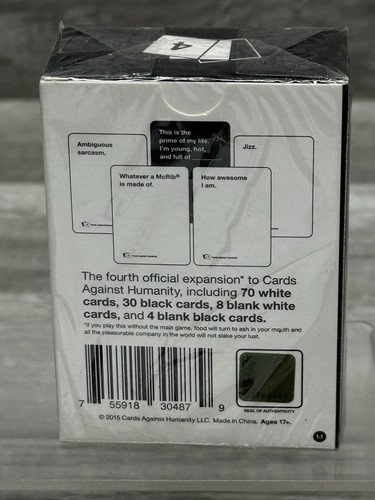 4
Ambiguous
sarcasm.
This is the
prime of my life.
I'm young, hot,
and full of ______.
Jizz.
Whatever a McRib®
is made of.
How awesome
I am.
The fourth official expansion* to Cards
Against Humanity, including 70 white
cards, 30 black cards, 8 blank white
cards, and 4 blank black cards.
*If you play this without the main game, food will turn to ash in your mouth and
all the pleasurable company in the world will not slake your lust.
7 55918 30487 9
SEAL OF AUTHENTICITY
© 2015 Cards Against Humanity LLC. Made in China. Ages 17+.
1.1